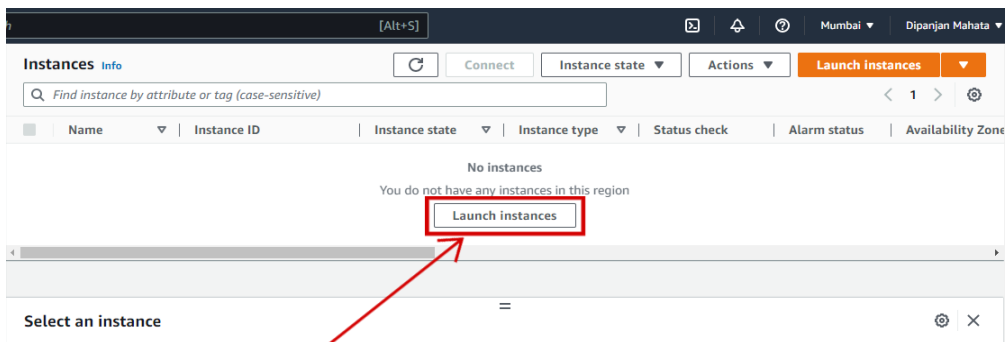 [Alt+S] Mumbai ▼ Dipanjan Mahata ▼
Instances Info Connect Instance state ▼ Actions ▼ Launch instances ▼
Find instance by attribute or tag (case-sensitive) < 1 >
Name Instance ID Instance state Instance type Status check Alarm status Availability Zone
No instances
You do not have any instances in this region
Launch instances
Select an instance